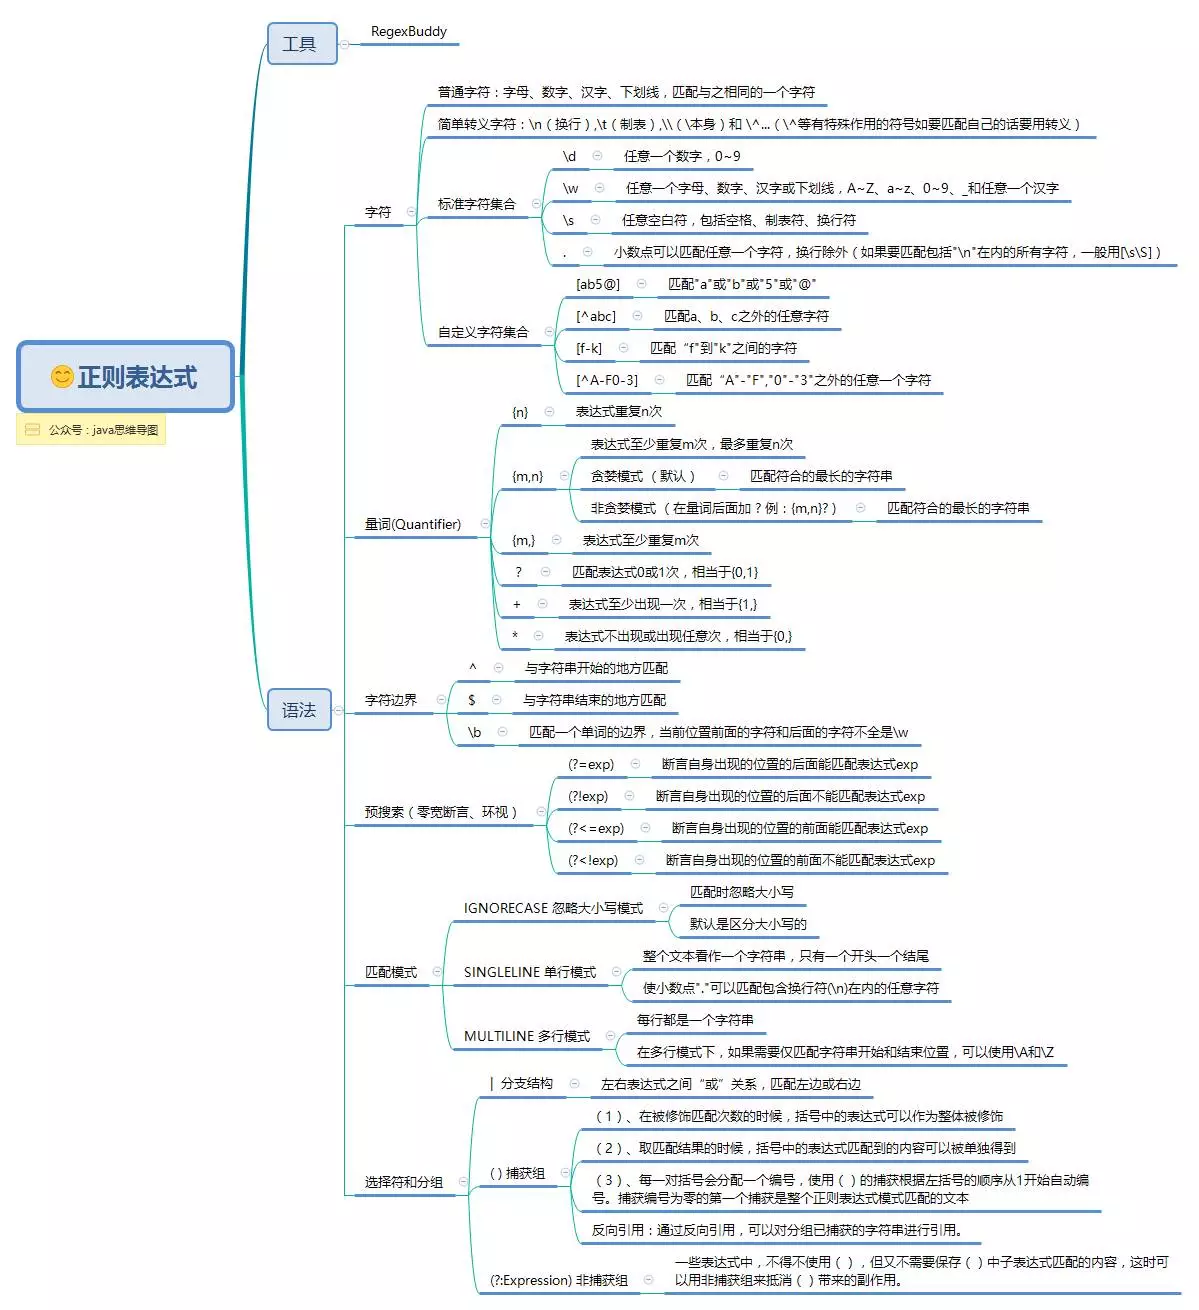 工具
RegexBuddy
正则表达式
公众号：java思维导图
语法
字符
普通字符：字母、数字、汉字、下划线，匹配与之相同的一个字符
简单转义字符：\n（换行）,\t（制表）,\\（\本身）和 \^...（\^等有特殊作用的符号如要匹配自己的话要用转义）
标准字符集合
\d
任意一个数字，0~9
\w
任意一个字母、数字、汉字或下划线，A~Z、a~z、0~9、_和任意一个汉字
\s
任意空白符，包括空格、制表符、换行符
.
小数点可以匹配任意一个字符，换行除外（如果要匹配包括"\n"在内的所有字符，一般用[\s\S]）
自定义字符集合
[ab5@]
匹配"a"或"b"或"5"或"@"
[^abc]
匹配a、b、c之外的任意字符
[f-k]
匹配“f"到"k"之间的字符
[^A-F0-3]
匹配“A"-"F","0"-"3"之外的任意一个字符
量词(Quantifier)
{n}
表达式重复n次
{m,n}
表达式至少重复m次，最多重复n次
贪婪模式（默认）
匹配符合的最长的字符串
非贪婪模式（在量词后面加？例：{m,n}?）
匹配符合的最长的字符串
{m,}
表达式至少重复m次
?
匹配表达式0或1次，相当于{0,1}
+
表达式至少出现一次，相当于{1,}
*
表达式不出现或出现任意次，相当于{0,}
字符边界
^
与字符串开始的地方匹配
$
与字符串结束的地方匹配
\b
匹配一个单词的边界，当前位置前面的字符和后面的字符不全是\w
预搜索（零宽断言、环视）
(?=exp)
断言自身出现的位置的后面能匹配表达式exp
(?!exp)
断言自身出现的位置的后面不能匹配表达式exp
(?<=exp)
断言自身出现的位置的前面能匹配表达式exp
(?<!exp)
断言自身出现的位置的前面不能匹配表达式exp
匹配模式
IGNORECASE 忽略大小写模式
匹配时忽略大小写
默认是区分大小写的
SINGLELINE 单行模式
整个文本看作一个字符串，只有一个开头一个结尾
使小数点"."可以匹配包含换行符(\n)在内的任意字符
MULTILINE 多行模式
每行都是一个字符串
在多行模式下，如果需要仅匹配字符串开始和结束位置，可以使用\A和\Z
选择符和分组
| 分支结构
左右表达式之间“或”关系，匹配左边或右边
( ) 捕获组
（1）、在被修饰匹配次数的时候，括号中的表达式可以作为整体被修饰
（2）、取匹配结果的时候，括号中的表达式匹配到的内容可以被单独得到
（3）、每一对括号会分配一个编号，使用（ ）的捕获根据左括号的顺序从1开始自动编
号。捕获编号为零的第一个捕获是整个正则表达式模式匹配的文本
反向引用：通过反向引用，可以对分组已捕获的字符串进行引用。
(?:Expression) 非捕获组
一些表达式中，不得不使用（ ），但又不需要保存（ ）中子表达式匹配的内容，这时可
以用非捕获组来抵消（ ）带来的副作用。